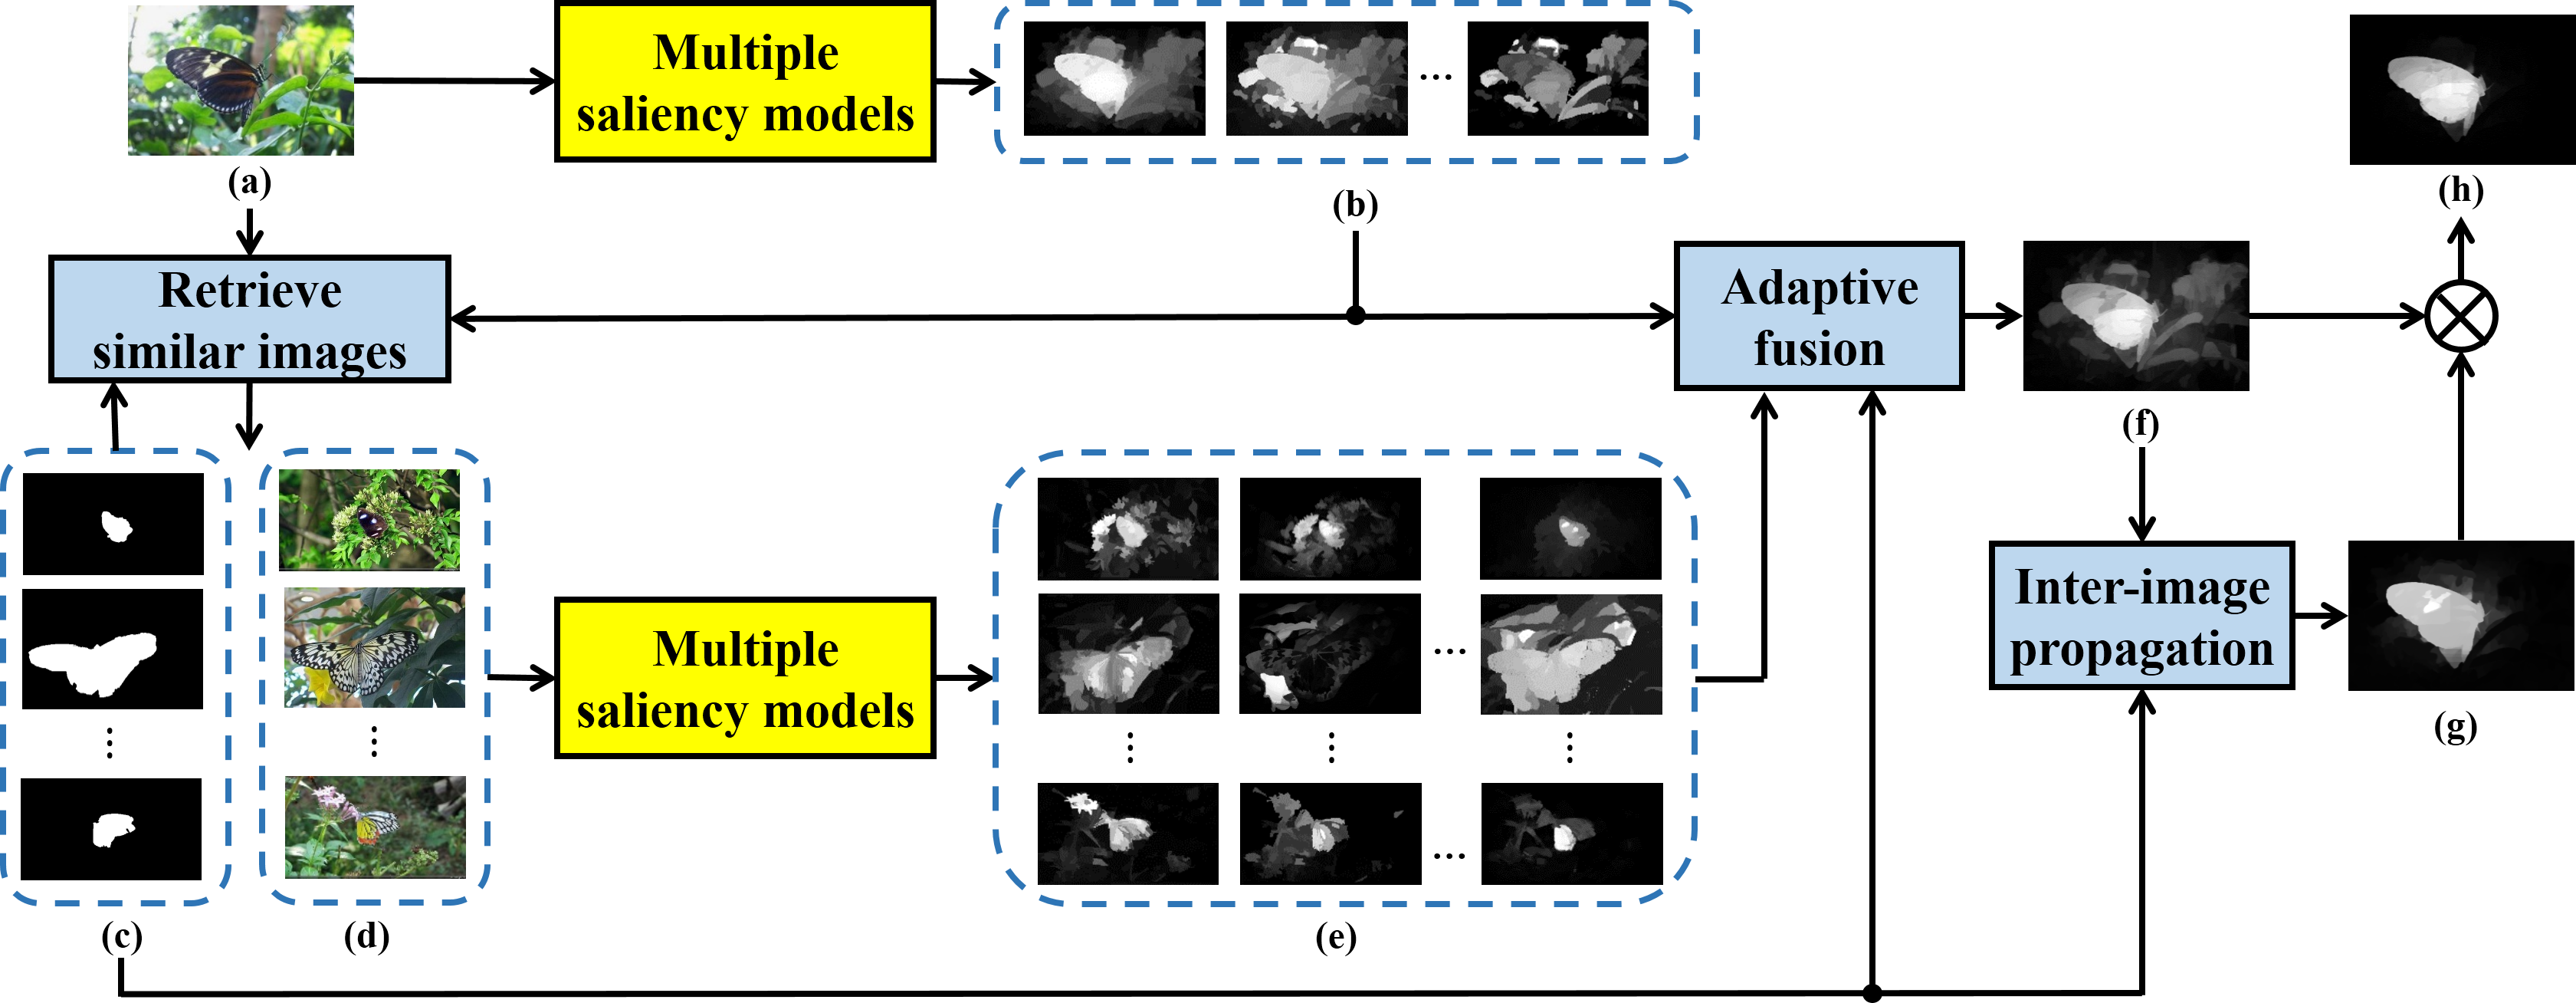 Multiple
saliency models
...
(a)
(b)
(h)
Retrieve
similar images
Adaptive
fusion
(f)
Inter-image
propagation
(g)
Multiple
saliency models
...
...
(c)
(d)
(e)